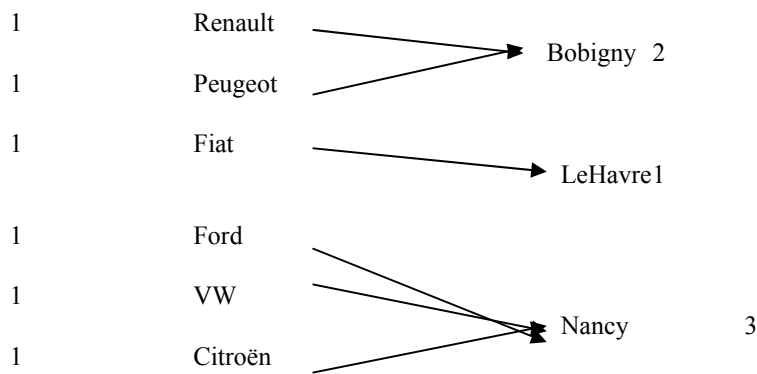 1 Renault
Bobigny 2
1 Peugeot
1 Fiat
LeHavre1
1 Ford
1 VW
Nancy 3
1 Citroën